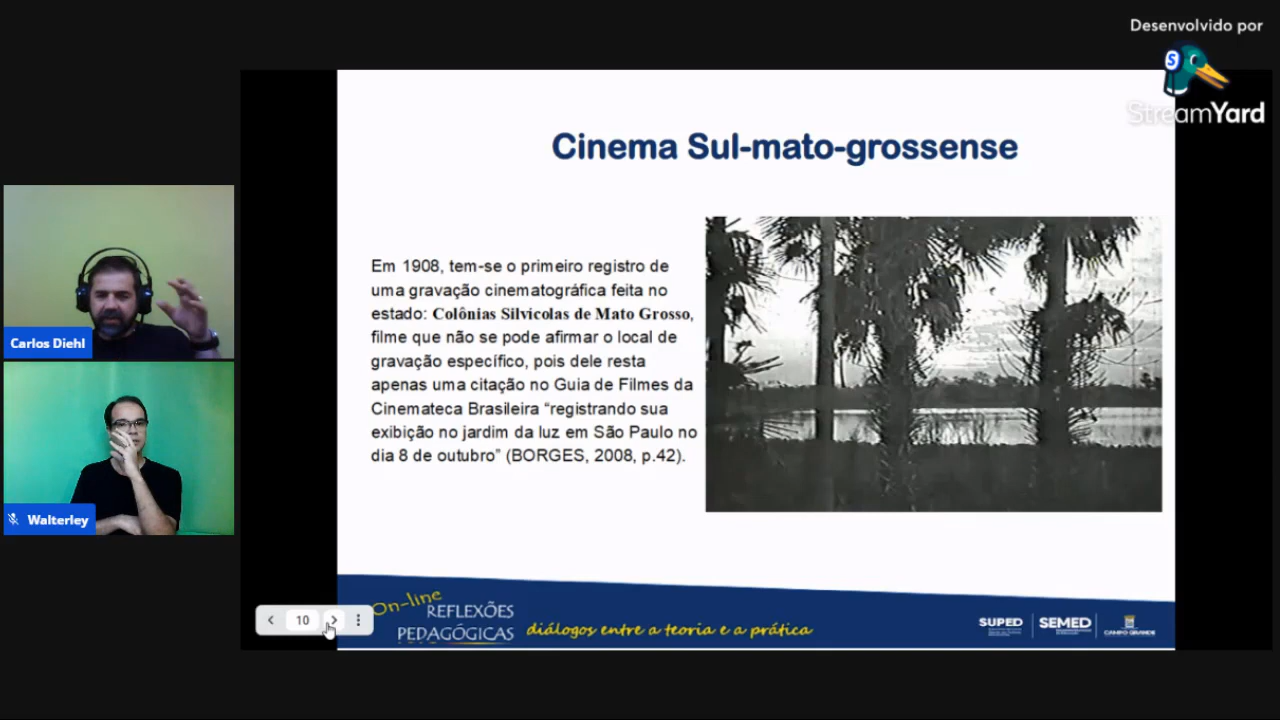 Desenvolvido por
StreamYard
Cinema Sul-mato-grossense
Em 1908, tem-se o primeiro registro de
uma gravação cinematográfica feita no
estado: Colônias Silvicolas de Mato Grosso,
filme que não se pode afirmar o local de
gravação específico, pois dele resta
apenas uma citação no Guia de Filmes da
Cinemateca Brasileira “registrando sua
exibição no jardim da luz em São Paulo no
dia 8 de outubro” (BORGES, 2008, p.42).
Carlos Diehl
Walterley
10
On-line
REFLEXÕES
PEDAGÓGICAS
diálogos entre a teoria e a prática
SUPED
SEMED
CAMPO GRANDE